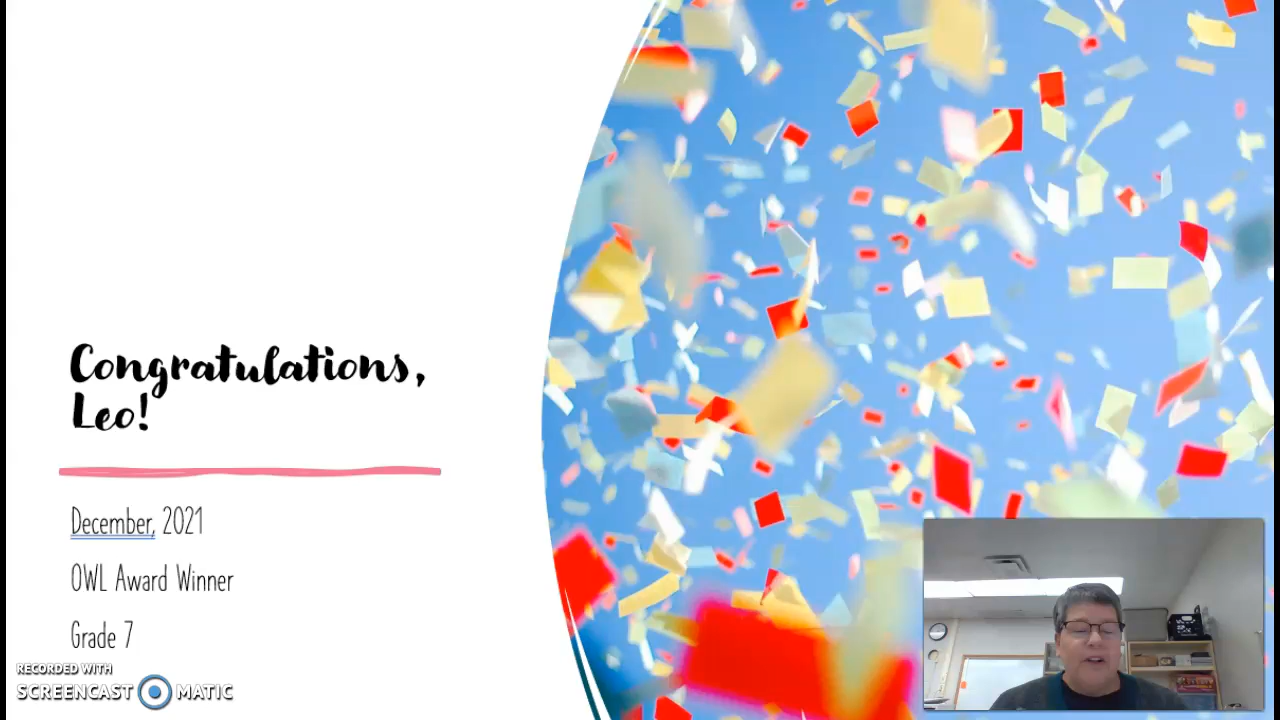 Congratulations,
Leo!
December, 2021
OWL Award Winner
Grade 7
RECORDED WITH
SCREENCAST MATIC